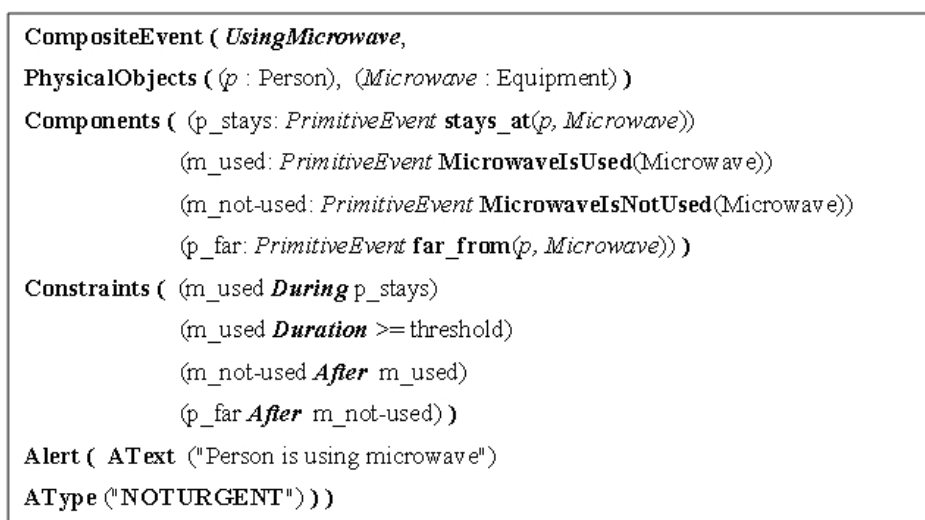 CompositeEvent ( UsingMicrowave,
PhysicalObjects ( (p : Person), (Microwave : Equipment) )
Components ( (p_stays: PrimitiveEvent stays_at(p, Microwave))
(m_used: PrimitiveEvent MicrowaveIsUsed(Microwave))
(m_not-used: PrimitiveEvent MicrowaveIsNotUsed(Microwave))
(p_far: PrimitiveEvent far_from(p, Microwave)) )
Constraints ( (m_used During p_stays)
(m_used Duration >= threshold)
(m_not-used After m_used)
(p_far After m_not-used) )
Alert ( AText ("Person is using microwave")
AType ("NOTURGENT") ) )